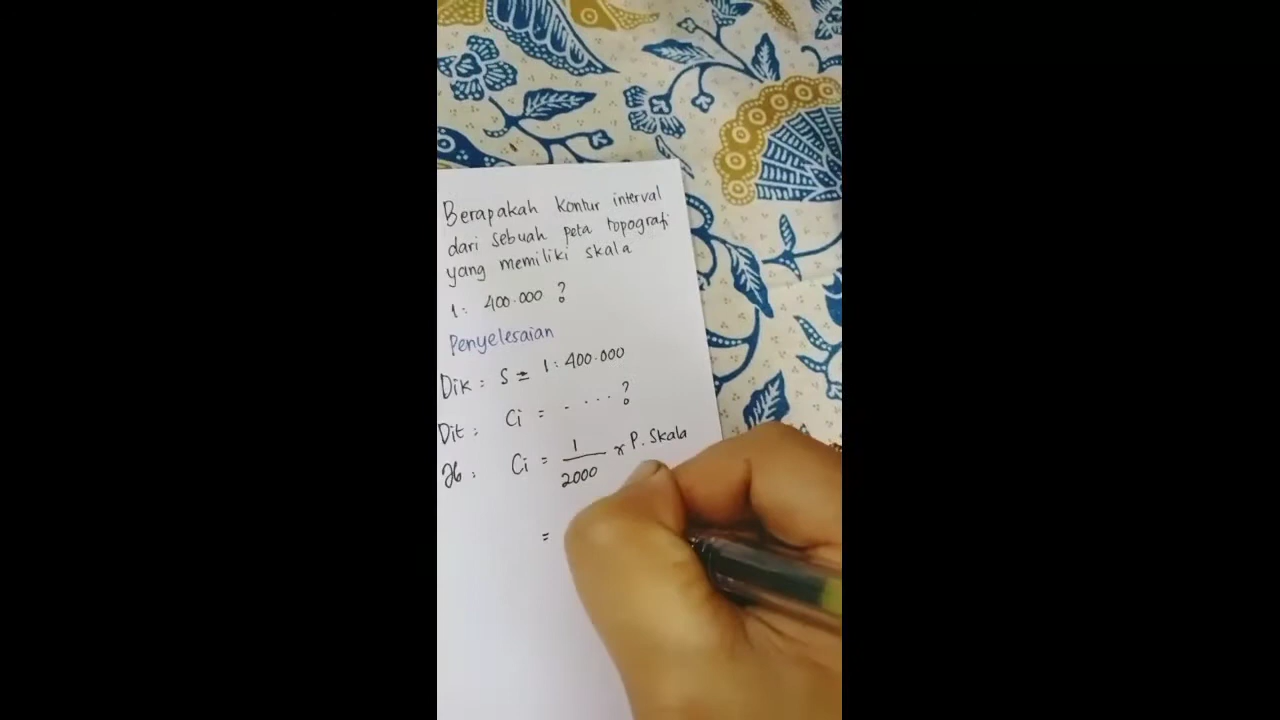 Berapakah kontur interval
dari sebuah peta topografi
yang memiliki skala
1: 400.000 ?
Penyelesaian
Dik : S = 1 : 400.000
Dit : Ci = . . . . ?
Jb : Ci = 1/2000 x P. Skala
=